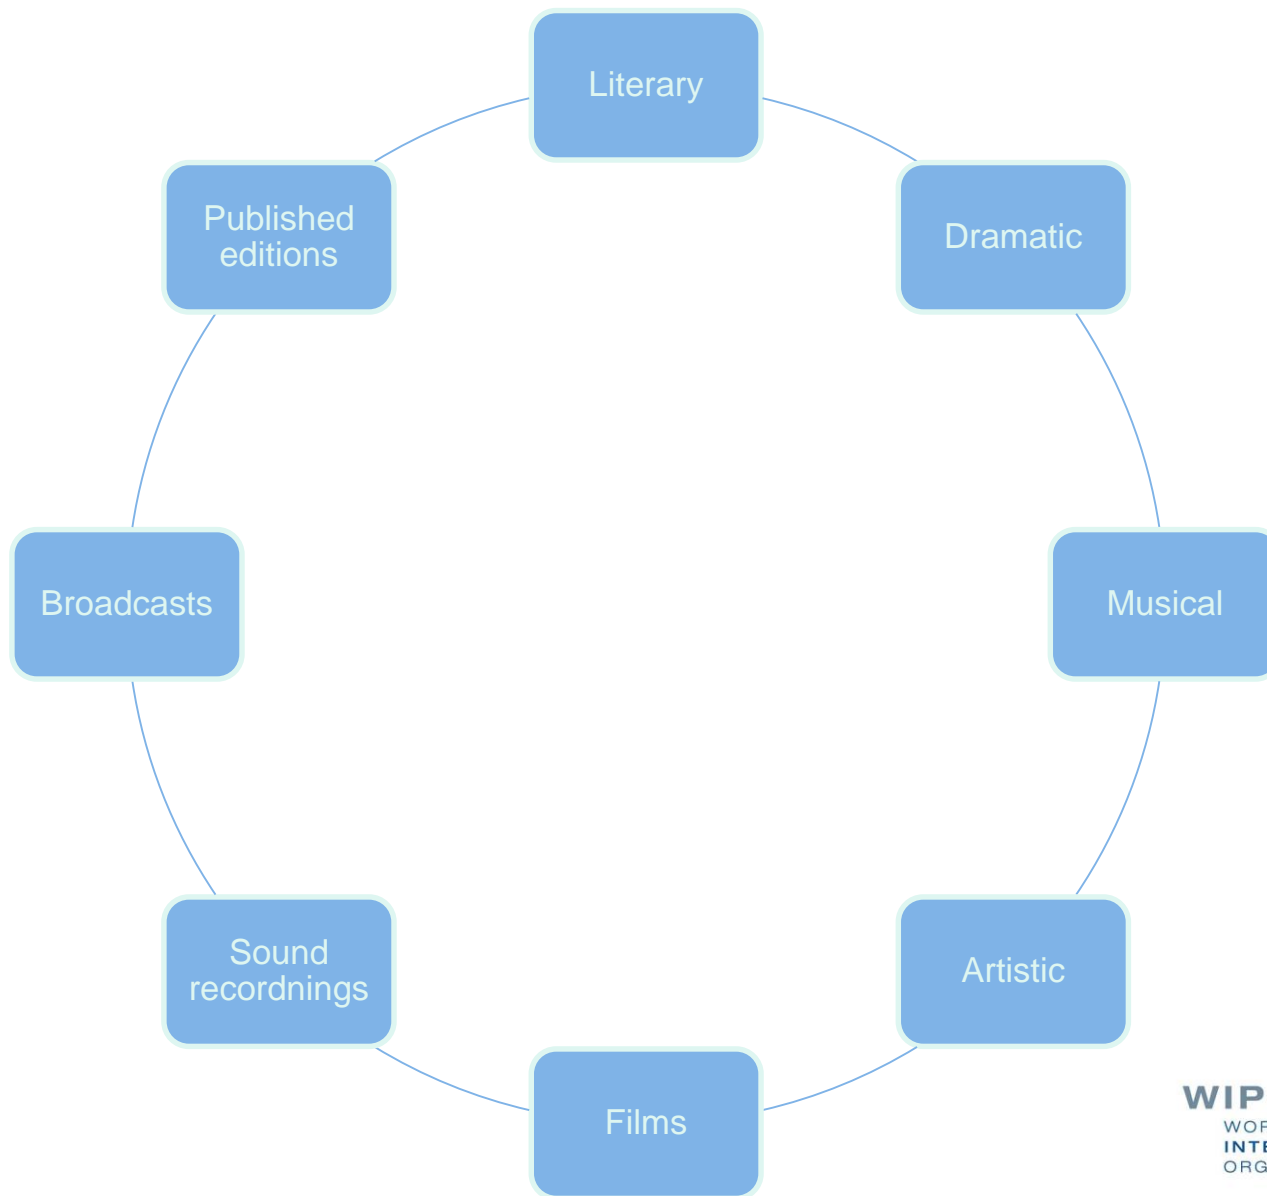 Literary
Dramatic
Musical
Artistic
Films
Sound
recordnings
Broadcasts
Published
editions
WIP
WOR
INTE
ORG